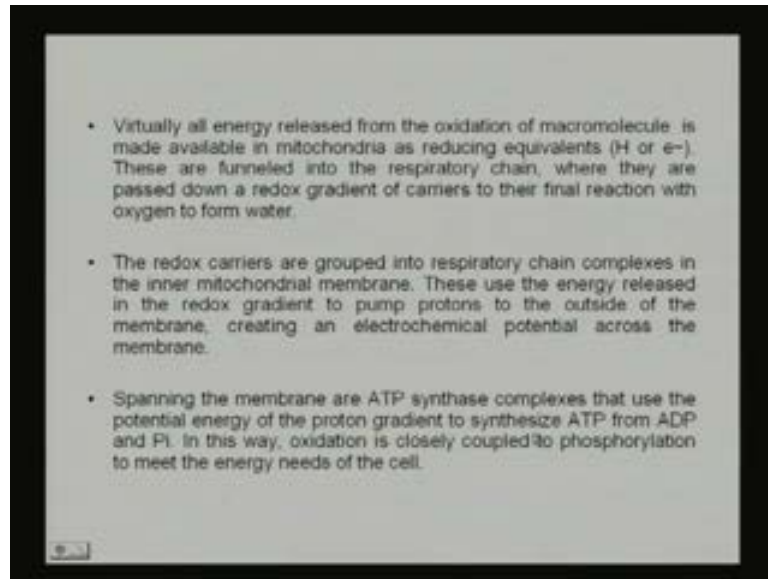 • Virtually all energy released from the oxidation of macromolecule is
made available in mitochondria as reducing equivalents (H or e−).
These are funneled into the respiratory chain, where they are
passed down a redox gradient of carriers to their final reaction with
oxygen to form water.
• The redox carriers are grouped into respiratory chain complexes in
the inner mitochondrial membrane. These use the energy released
in the redox gradient to pump protons to the outside of the
membrane, creating an electrochemical potential across the
membrane.
• Spanning the membrane are ATP synthase complexes that use the
potential energy of the proton gradient to synthesize ATP from ADP
and Pi. In this way, oxidation is closely coupled to phosphorylation
to meet the energy needs of the cell.